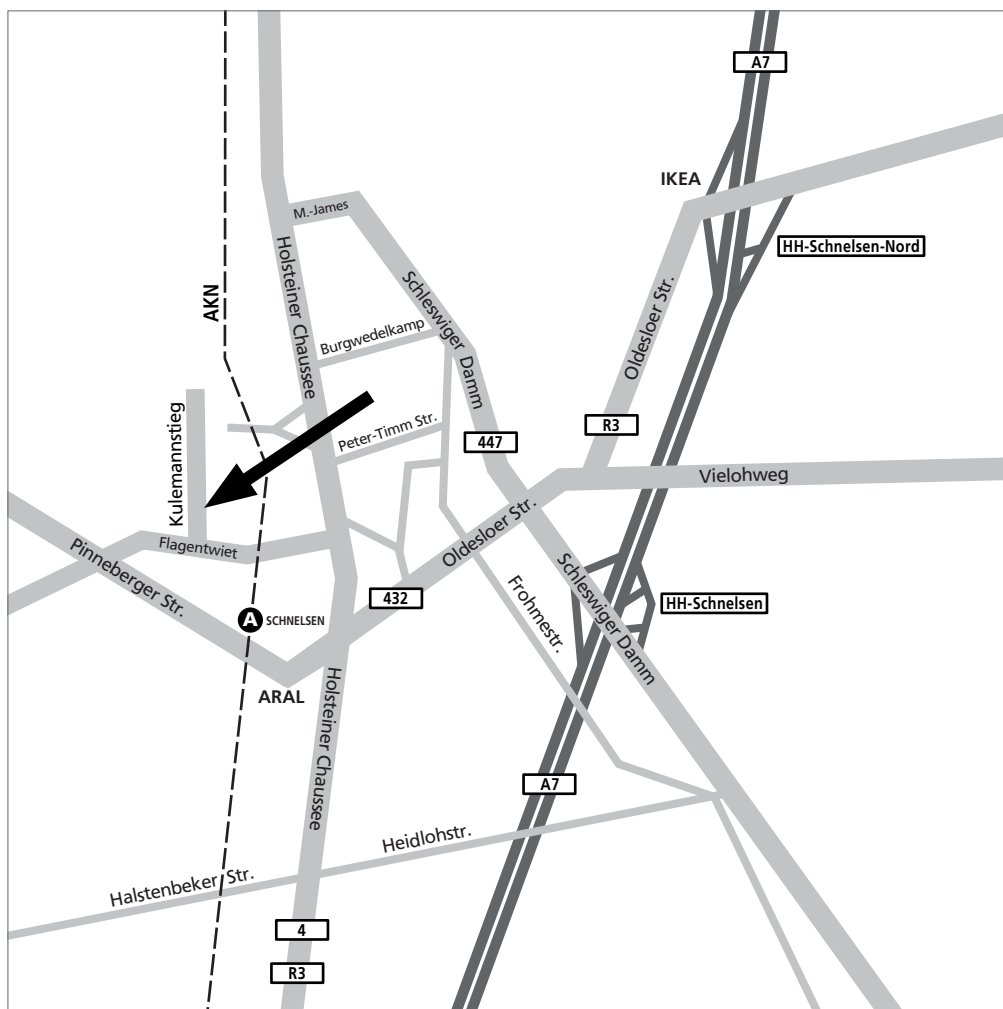 A7
IKEA
M.-James
HH-Schnelsen-Nord
Holsteiner Chaussee
Schleswiger Damm
AKN
Oldesloer Str.
Burgwedelkamp
Kulemannstieg
Peter-Timm Str.
R3
447
Vielohweg
Oldesloer Str.
Flagentwiet
Pinneberger Str.
432
Frohmestr.
Schleswiger Damm
HH-Schnelsen
A SCHNELSEN
ARAL
Holsteiner Chaussee
A7
Heidlohstr.
Halstenbeker Str.
4
R3